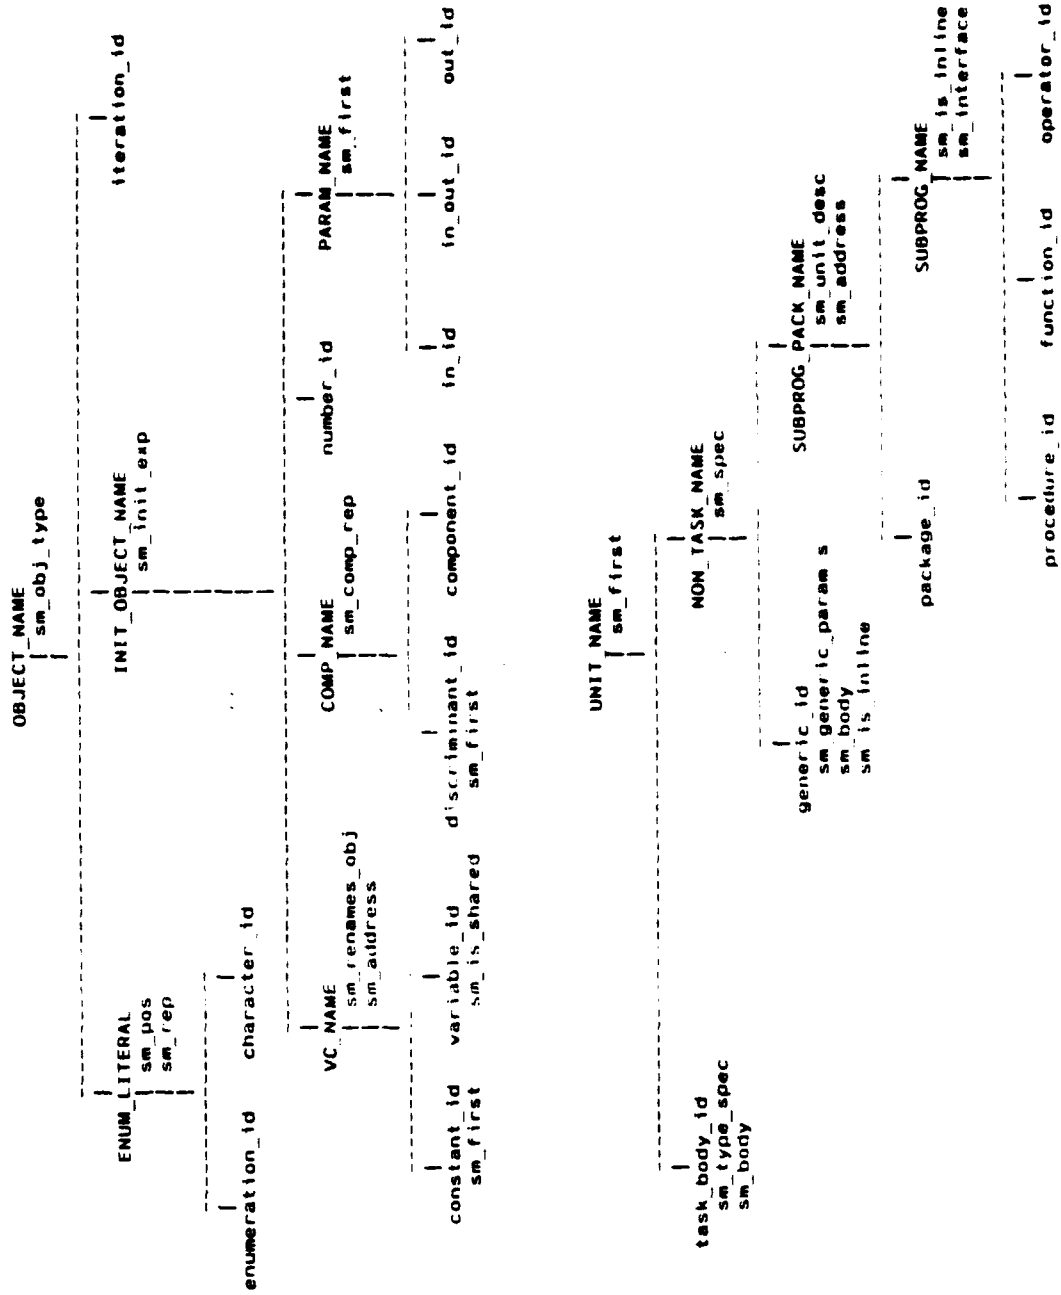 OBJECT_NAME
sm_obj_type
ENUM_LITERAL
sm_pos
sm_rep
INIT_OBJECT_NAME
sm_init_exp
iteration_id
enumeration_id
character_id
VC_NAME
sm_renames_obj
sm_address
COMP_NAME
sm_comp_rep
number_id
PARAM_NAME
sm_first
constant_id
sm_first
variable_id
sm_is_shared
discriminant_id
sm_first
component_id
in_id
in_out_id
out_id
UNIT_NAME
sm_first
task_body_id
sm_type_spec
sm_body
NON_TASK_NAME
sm_spec
generic_id
sm_generic_param s
sm_body
sm_is_inline
SUBPROG_PACK_NAME
sm_unit_desc
sm_address
package_id
SUBPROG_NAME
sm_is_inline
sm_interface
procedure_id
function_id
operator_id